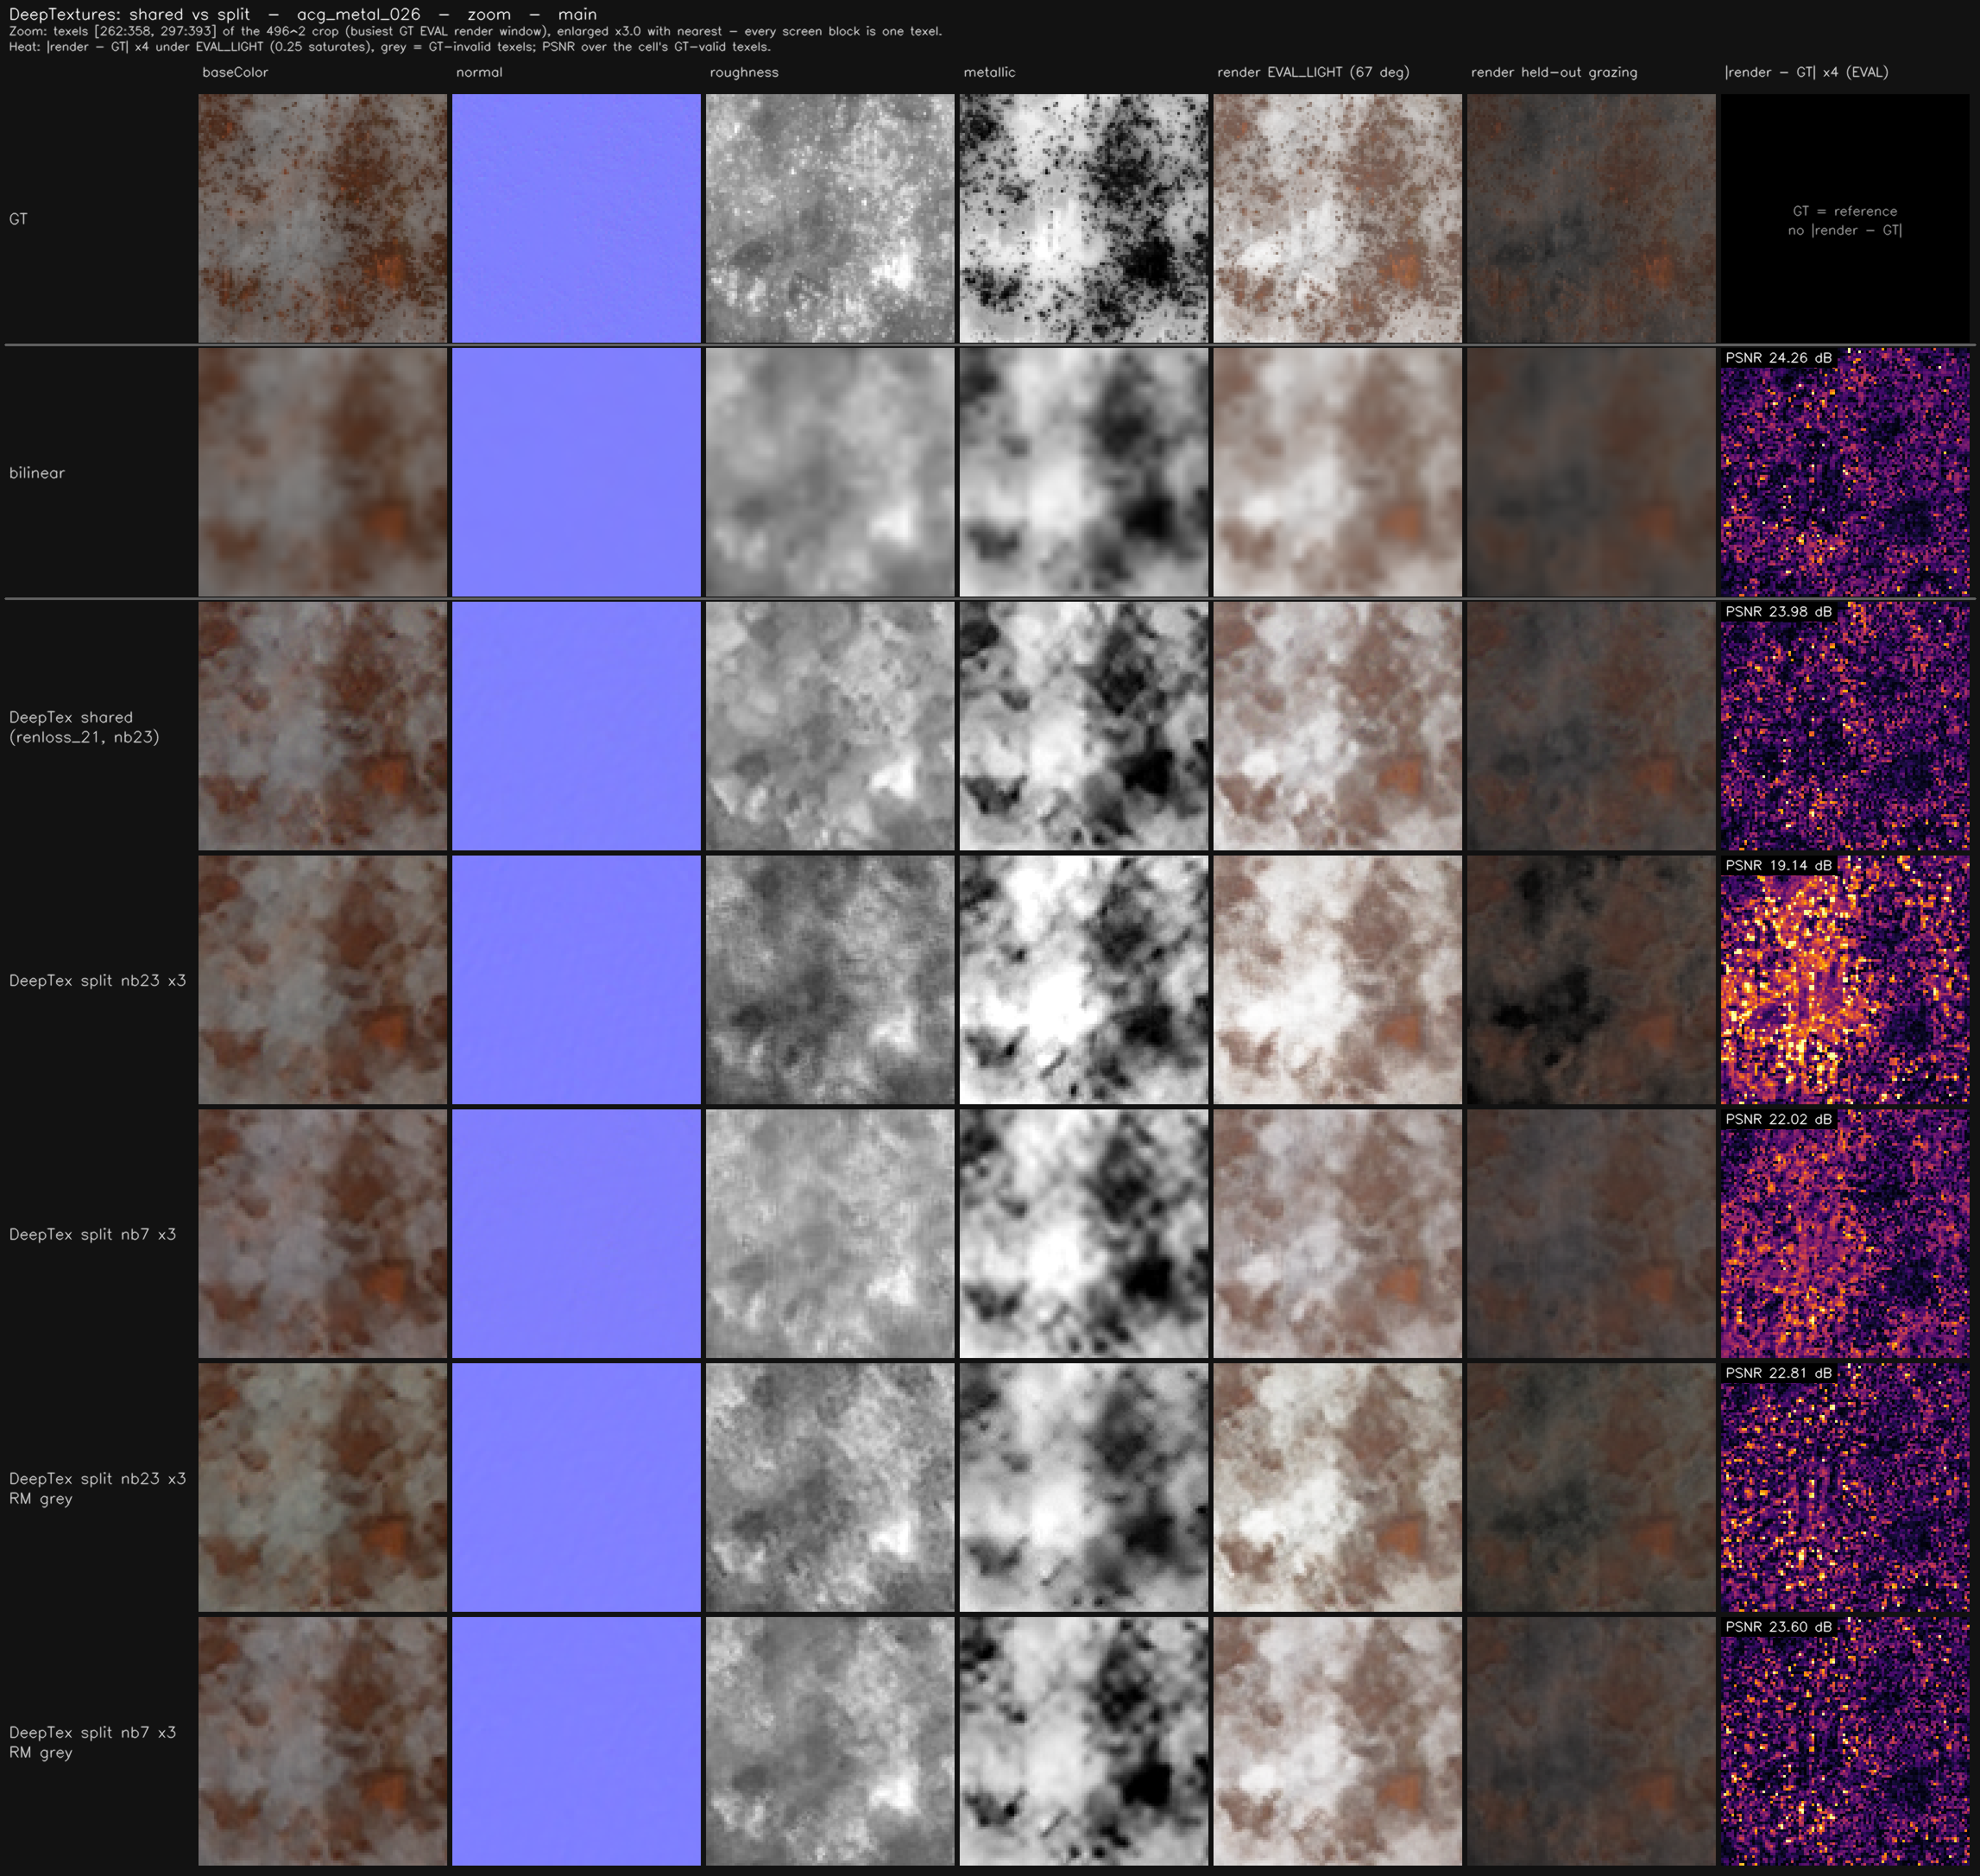 DeepTextures: shared vs split  —  acg_metal_026  —  zoom  —  main
Zoom: texels [262:358, 297:393] of the 496^2 crop (busiest GT EVAL render window), enlarged x3.0 with nearest — every screen block is one texel.
Heat: |render — GT| x4 under EVAL_LIGHT (0.25 saturates), grey = GT-invalid texels; PSNR over the cell's GT-valid texels.
baseColor normal roughness metallic render EVAL_LIGHT (67 deg) render held-out grazing |render — GT| x4 (EVAL)
GT
GT = reference
no |render — GT|
bilinear
PSNR 24.26 dB
DeepTex shared
(renloss_21, nb23)
PSNR 23.98 dB
DeepTex split nb23 x3
PSNR 19.14 dB
DeepTex split nb7 x3
PSNR 22.02 dB
DeepTex split nb23 x3
RM grey
PSNR 22.81 dB
DeepTex split nb7 x3
RM grey
PSNR 23.60 dB